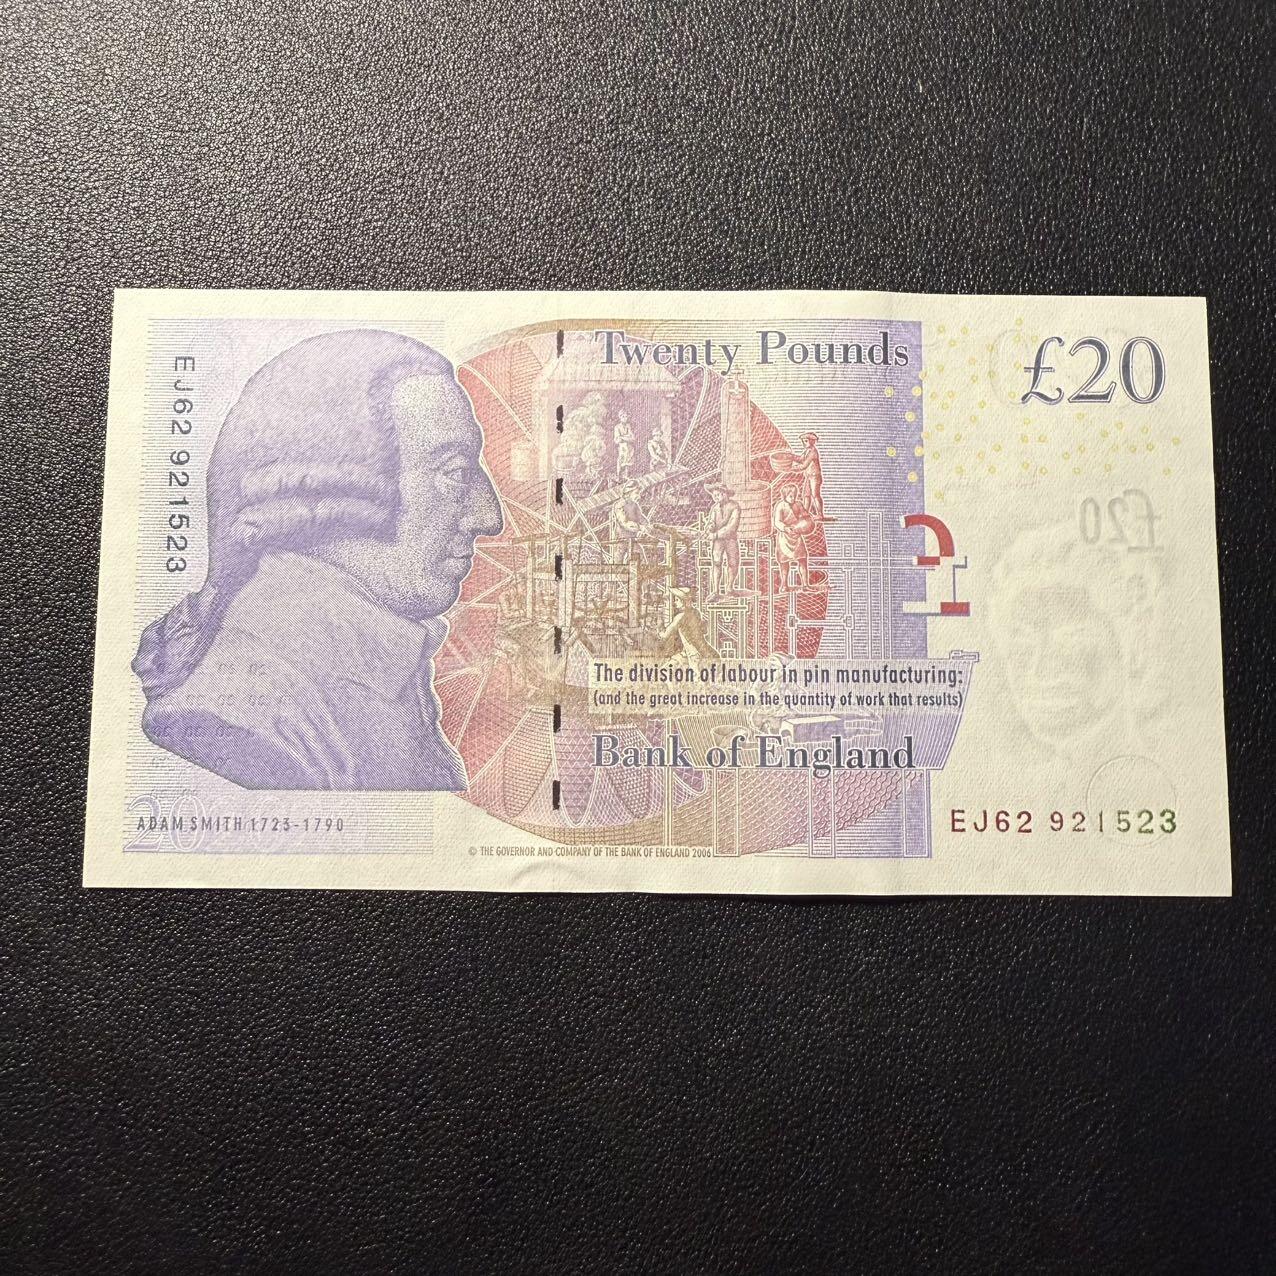 EJ62 921523
Twenty Pounds
£20
£20
The division of labour in pin manufacturing:
(and the great increase in the quantity of work that results)
Bank of England
20
ADAM SMITH 1723-1790
EJ62 921523
© THE GOVERNOR AND COMPANY OF THE BANK OF ENGLAND 2006